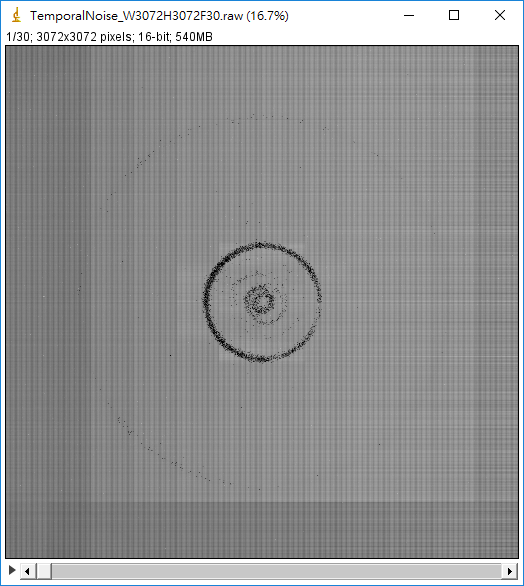 TemporalNoise_W3072H3072F30.raw (16.7%)
1/30; 3072x3072 pixels; 16-bit; 540MB